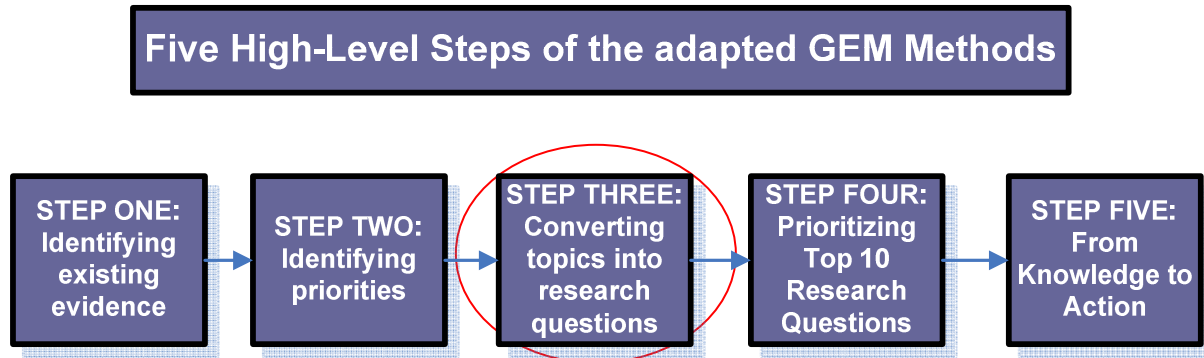 Five High-Level Steps of the adapted GEM Methods
STEP ONE:
Identifying
existing
evidence
STEP TWO:
Identifying
priorities
STEP THREE:
Converting
topics into
research
questions
STEP FOUR:
Prioritizing
Top 10
Research
Questions
STEP FIVE:
From
Knowledge to
Action